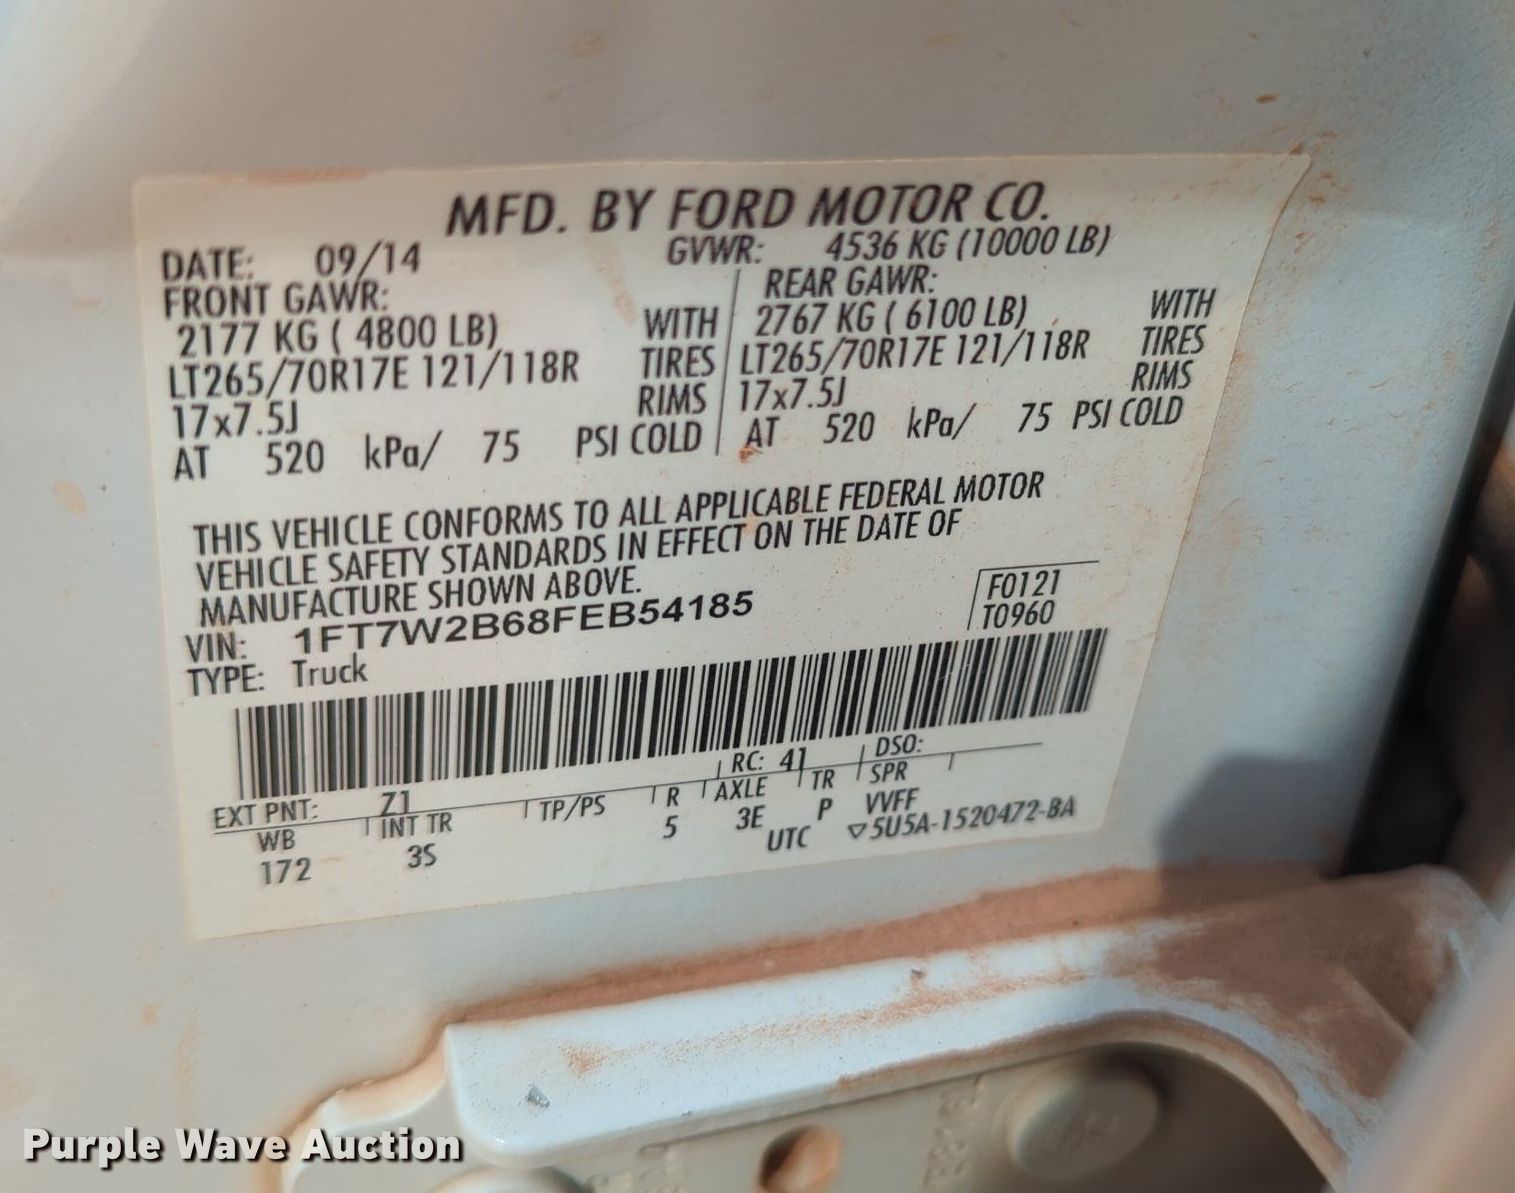 MFD. BY FORD MOTOR CO.
DATE: 09/14 GVWR: 4536 KG (10000 LB)
FRONT GAWR: REAR GAWR:
2177 KG ( 4800 LB) WITH 2767 KG ( 6100 LB) WITH
LT265/70R17E 121/118R TIRES LT265/70R17E 121/118R TIRES
17x7.5J RIMS 17x7.5J RIMS
AT 520 kPa/ 75 PSI COLD AT 520 kPa/ 75 PSI COLD
THIS VEHICLE CONFORMS TO ALL APPLICABLE FEDERAL MOTOR
VEHICLE SAFETY STANDARDS IN EFFECT ON THE DATE OF
MANUFACTURE SHOWN ABOVE.
VIN: 1FT7W2B68FEB54185 F0121
TYPE: Truck T0960
EXT PNT: Z1 RC: 41 DSO:
WB INT TR TP/PS R AXLE TR SPR
172 3S 5 3E P VVFF
UTC ▽5U5A-1520472-BA
Purple Wave Auction